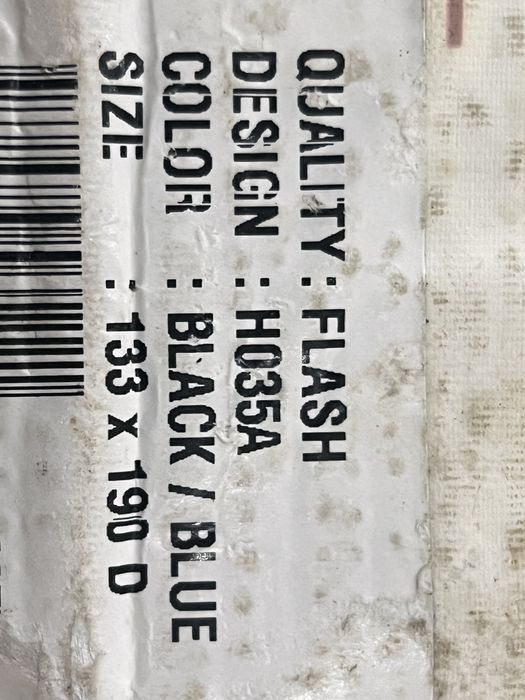 QUALITY : FLASH
DESIGN : H035A
COLOR : BLACK / BLUE
SIZE : 133 X 190 D